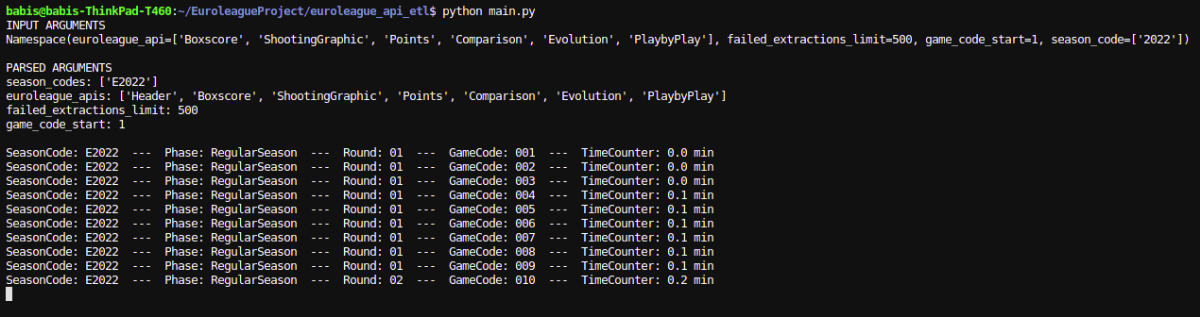 babis@babis-ThinkPad-T460:~/EuroleagueProject/euroleague_api_etl$ python main.py
INPUT ARGUMENTS
Namespace(euroleague_api=['Boxscore', 'ShootingGraphic', 'Points', 'Comparison', 'Evolution', 'PlaybyPlay'], failed_extractions_limit=500, game_code_start=1, season_code=['2022'])
PARSED ARGUMENTS
season_codes: ['E2022']
euroleague_apis: ['Header', 'Boxscore', 'ShootingGraphic', 'Points', 'Comparison', 'Evolution', 'PlaybyPlay']
failed_extractions_limit: 500
game_code_start: 1
SeasonCode: E2022  ---  Phase: RegularSeason  ---  Round: 01  ---  GameCode: 001  ---  TimeCounter: 0.0 min
SeasonCode: E2022  ---  Phase: RegularSeason  ---  Round: 01  ---  GameCode: 002  ---  TimeCounter: 0.0 min
SeasonCode: E2022  ---  Phase: RegularSeason  ---  Round: 01  ---  GameCode: 003  ---  TimeCounter: 0.0 min
SeasonCode: E2022  ---  Phase: RegularSeason  ---  Round: 01  ---  GameCode: 004  ---  TimeCounter: 0.1 min
SeasonCode: E2022  ---  Phase: RegularSeason  ---  Round: 01  ---  GameCode: 005  ---  TimeCounter: 0.1 min
SeasonCode: E2022  ---  Phase: RegularSeason  ---  Round: 01  ---  GameCode: 006  ---  TimeCounter: 0.1 min
SeasonCode: E2022  ---  Phase: RegularSeason  ---  Round: 01  ---  GameCode: 007  ---  TimeCounter: 0.1 min
SeasonCode: E2022  ---  Phase: RegularSeason  ---  Round: 01  ---  GameCode: 008  ---  TimeCounter: 0.1 min
SeasonCode: E2022  ---  Phase: RegularSeason  ---  Round: 01  ---  GameCode: 009  ---  TimeCounter: 0.1 min
SeasonCode: E2022  ---  Phase: RegularSeason  ---  Round: 02  ---  GameCode: 010  ---  TimeCounter: 0.2 min